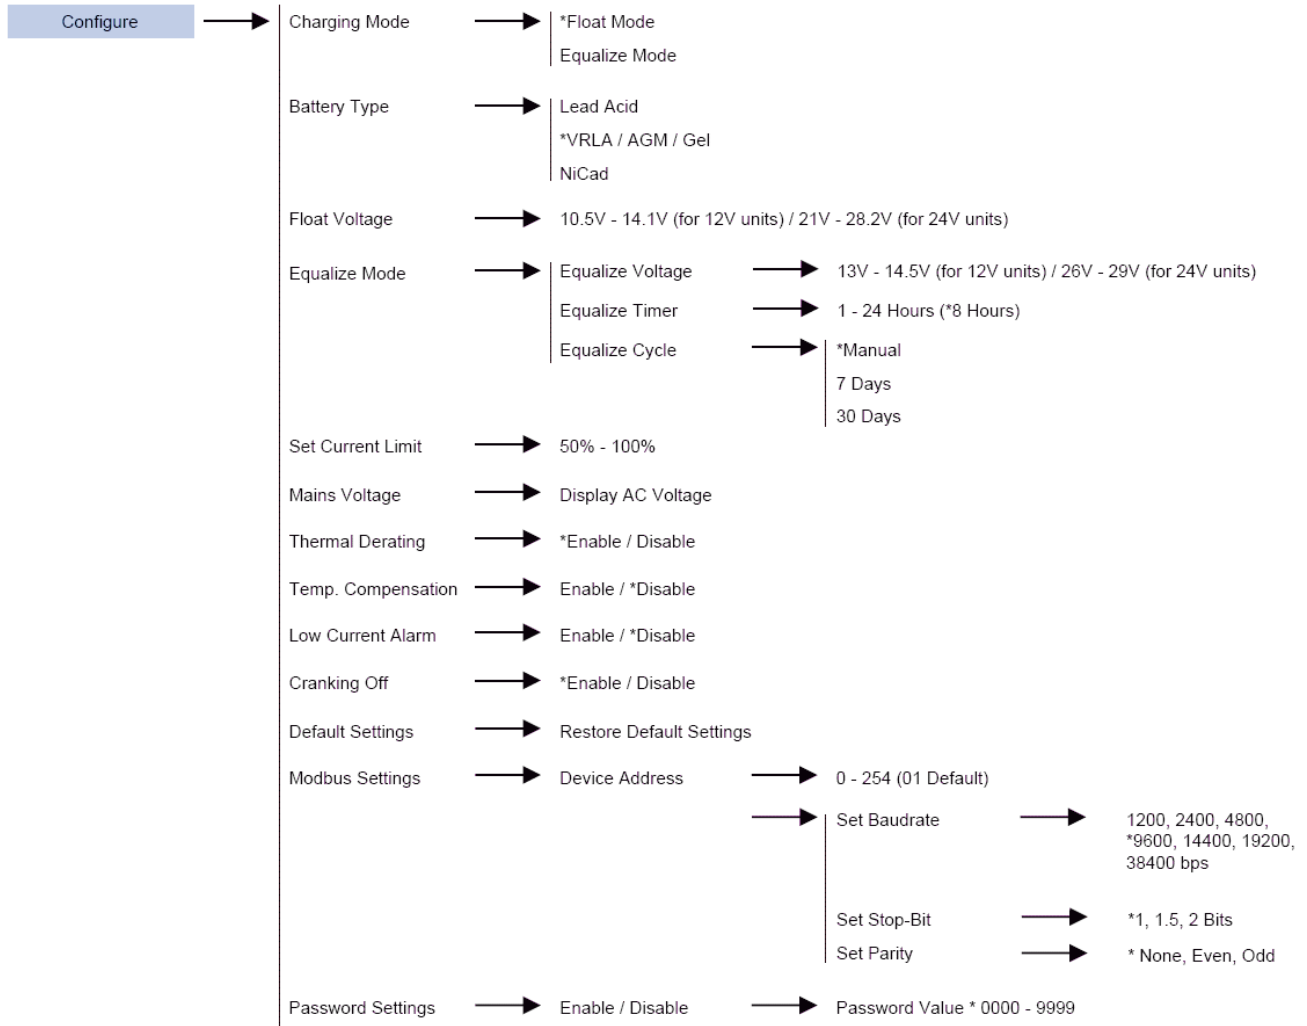 Configure
Charging Mode
*Float Mode
Equalize Mode
Battery Type
Lead Acid
*VRLA / AGM / Gel
NiCad
Float Voltage
10.5V - 14.1V (for 12V units) / 21V - 28.2V (for 24V units)
Equalize Mode
Equalize Voltage
13V - 14.5V (for 12V units) / 26V - 29V (for 24V units)
Equalize Timer
1 - 24 Hours (*8 Hours)
Equalize Cycle
*Manual
7 Days
30 Days
Set Current Limit
50% - 100%
Mains Voltage
Display AC Voltage
Thermal Derating
*Enable / Disable
Temp. Compensation
Enable / *Disable
Low Current Alarm
Enable / *Disable
Cranking Off
*Enable / Disable
Default Settings
Restore Default Settings
Modbus Settings
Device Address
0 - 254 (01 Default)
Set Baudrate
1200, 2400, 4800,
*9600, 14400, 19200,
38400 bps
Set Stop-Bit
*1, 1.5, 2 Bits
Set Parity
* None, Even, Odd
Password Settings
Enable / Disable
Password Value * 0000 - 9999